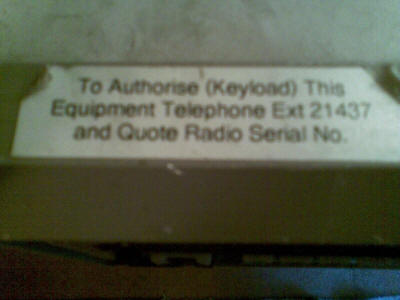 To Authorise (Keyload) This
Equipment Telephone Ext 21437
and Quote Radio Serial No.